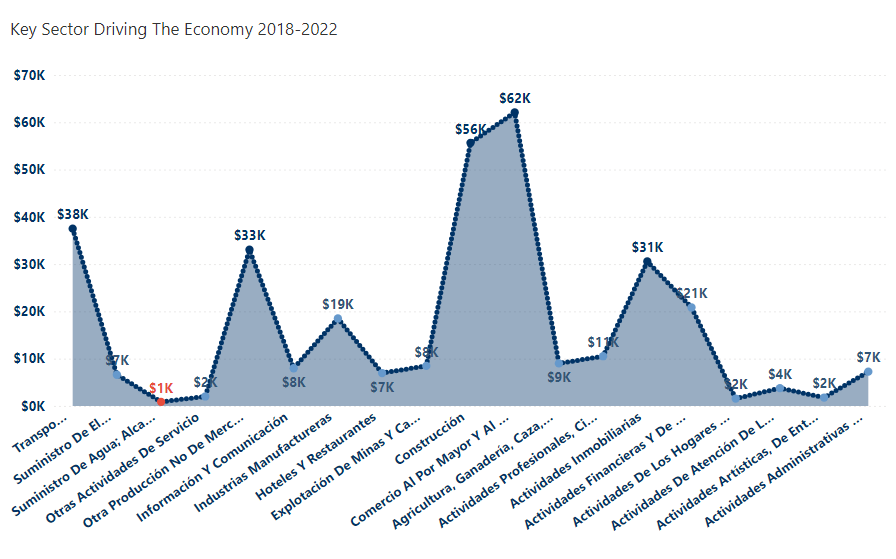 Key Sector Driving The Economy 2018-2022
$70K
$60K
$50K
$40K
$30K
$20K
$10K
$0K
$38K
$7K
$1K
$2K
$33K
$8K
$19K
$7K
$8K
$56K
$62K
$9K
$11K
$31K
$21K
$2K
$4K
$2K
$7K
Transpo...
Suministro De El...
Suministro De Agua; Alca...
Otras Actividades De Servicio
Otra Producción No De Merc...
Información Y Comunicación
Industrias Manufactureras
Hoteles Y Restaurantes
Explotación De Minas Y Ca...
Construcción
Comercio Al Por Mayor Y Al ...
Agricultura, Ganadería, Caza,...
Actividades Profesionales, Ci...
Actividades Inmobiliarias
Actividades Financieras Y De ...
Actividades De Los Hogares ...
Actividades De Atención De L...
Actividades Artísticas, De Ent...
Actividades Administrativas ...